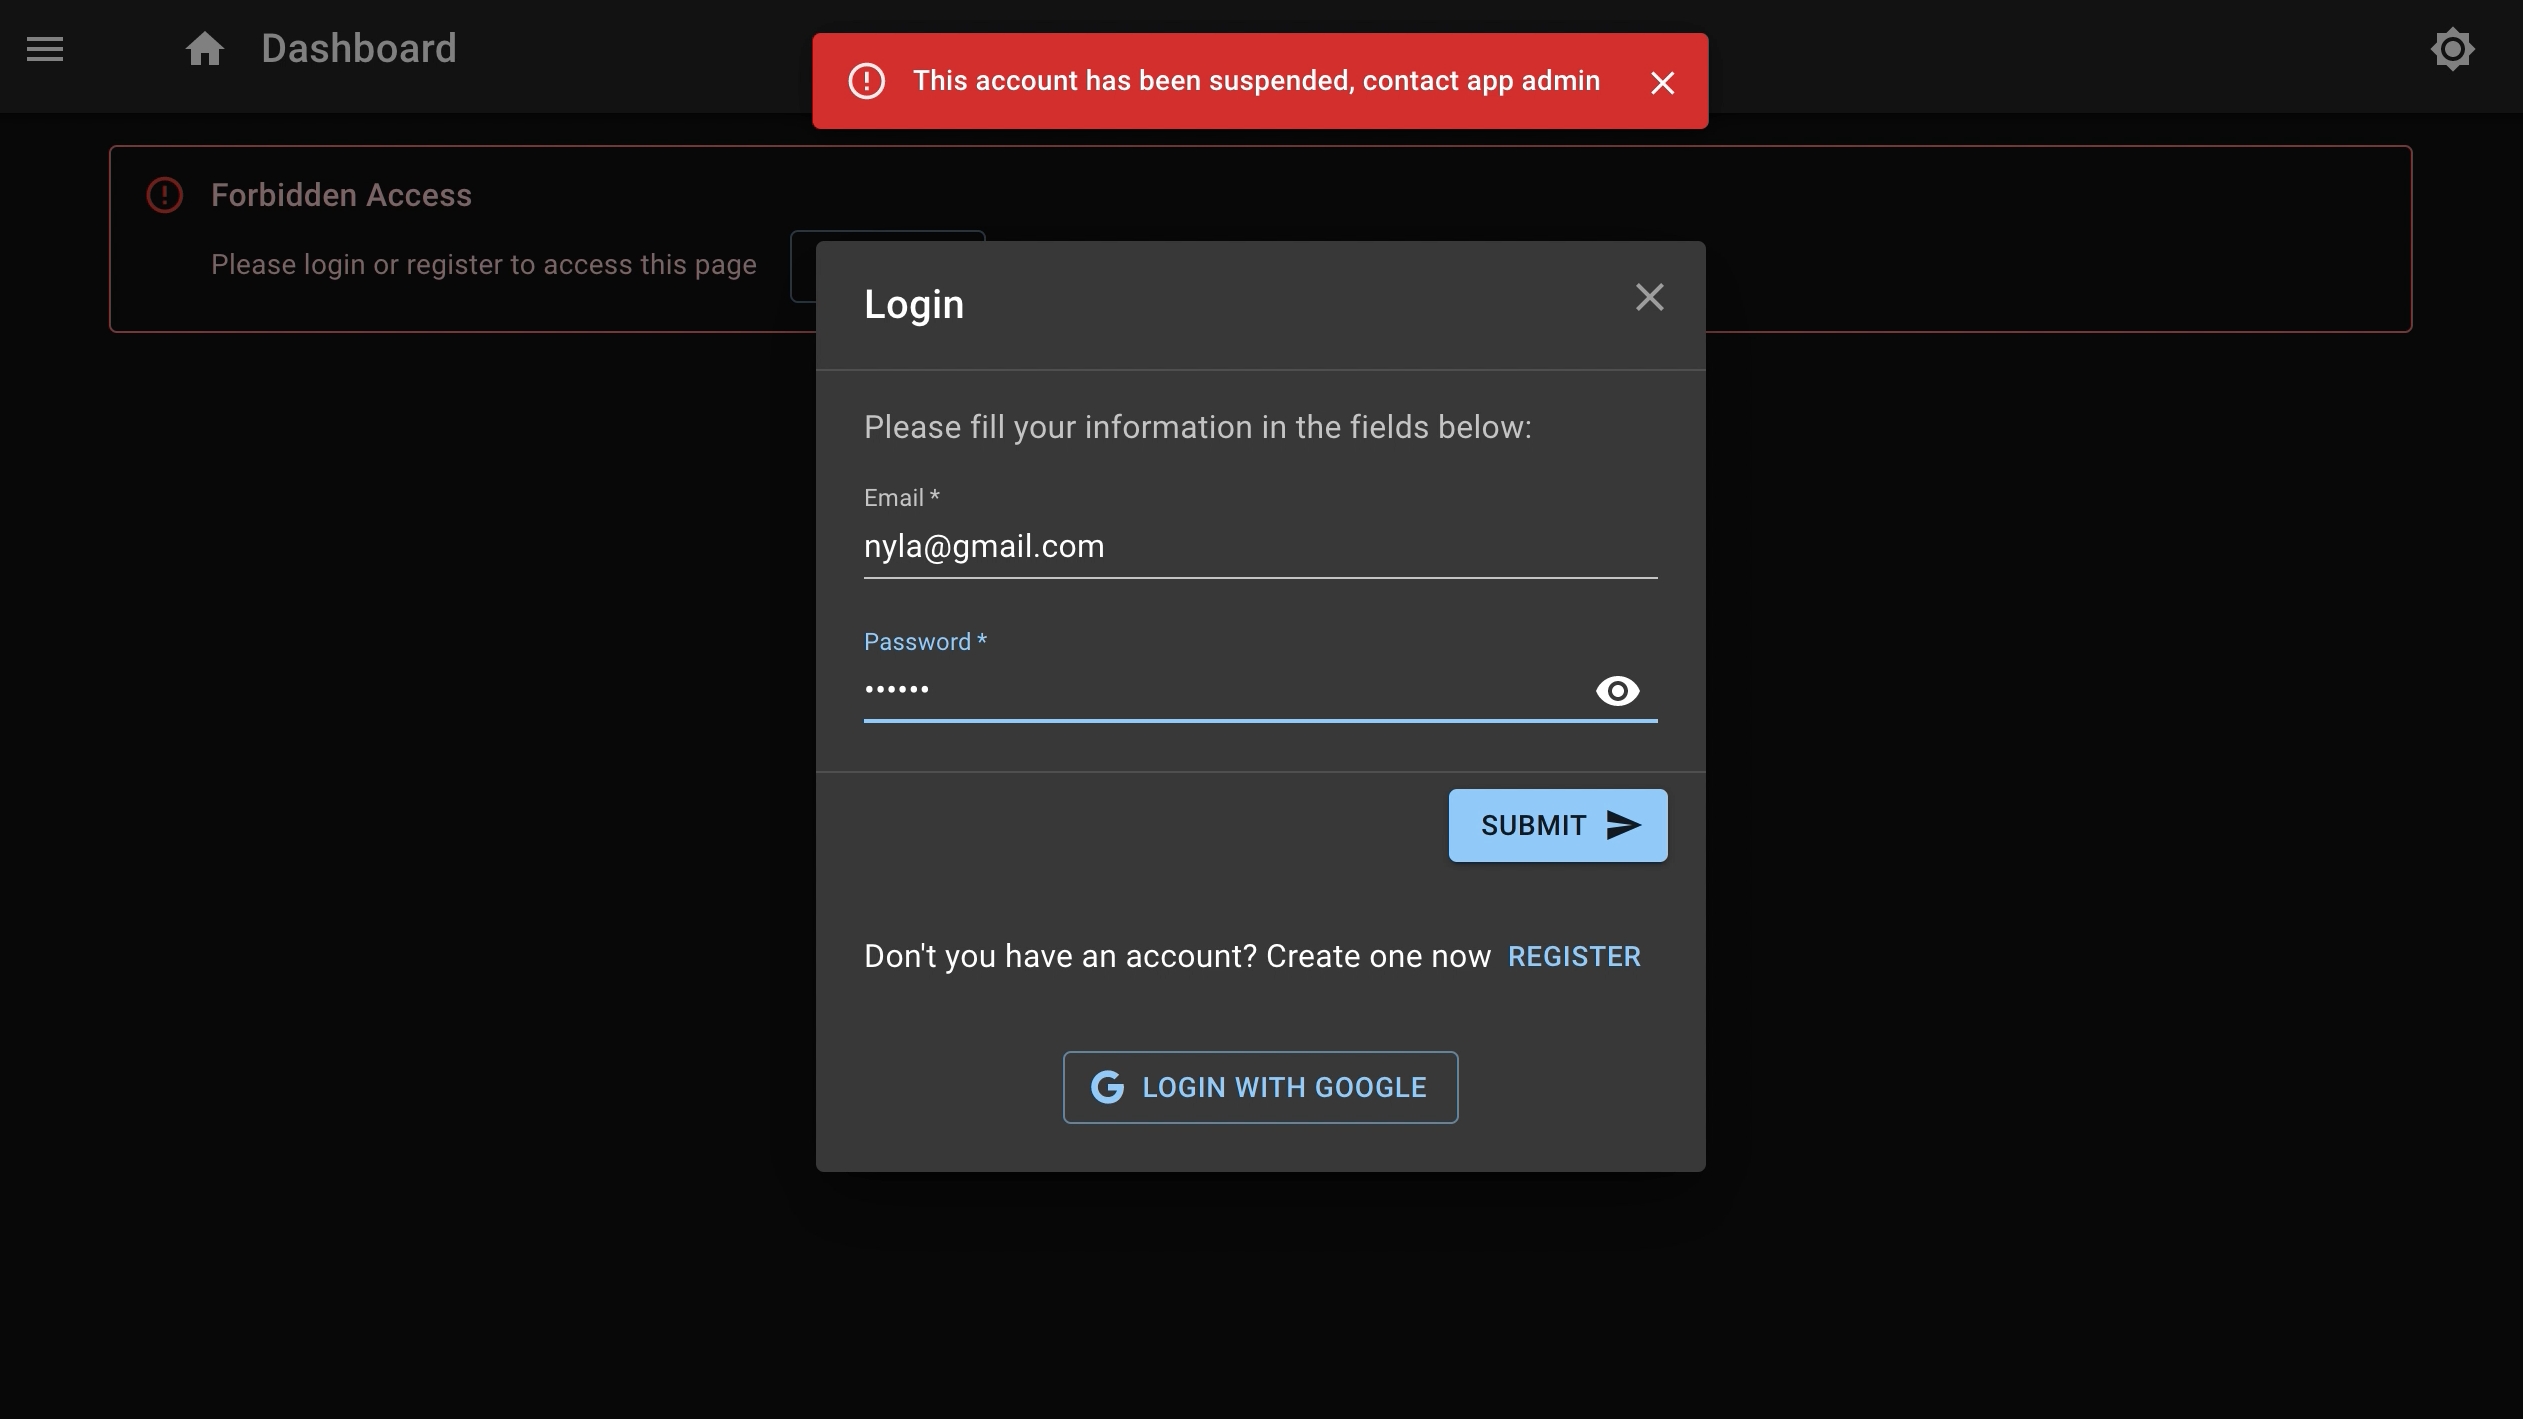 Dashboard
This account has been suspended, contact app admin
Forbidden Access
Please login or register to access this page
Login
Please fill your information in the fields below:
Email *
nyla@gmail.com
Password *
••••••
SUBMIT
Don't you have an account? Create one now REGISTER
LOGIN WITH GOOGLE